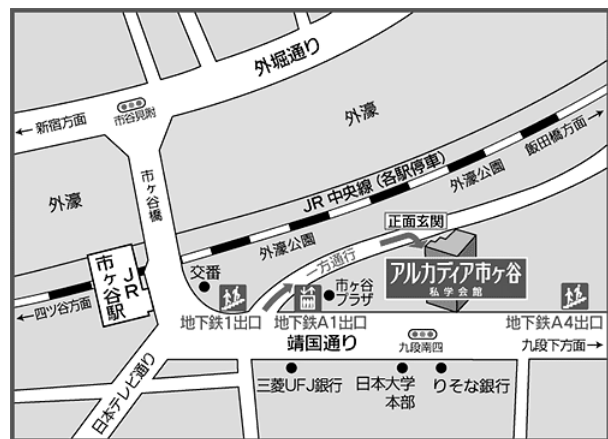 外堀通り
←新宿方面
市谷見附
外濠
飯田橋方面→
市ヶ谷橋
JR中央線(各駅停車)
外濠公園
外濠
正面玄関
外濠公園
一方通行
JR
市ヶ谷駅
交番
市ヶ谷
プラザ
アルカディア市ヶ谷
私学会館
←四ツ谷方面
地下鉄1出口
地下鉄A1出口
地下鉄A4出口
靖国通り
九段南四
九段下方面→
日本テレビ通り
三菱UFJ銀行
日本大学
本部
りそな銀行